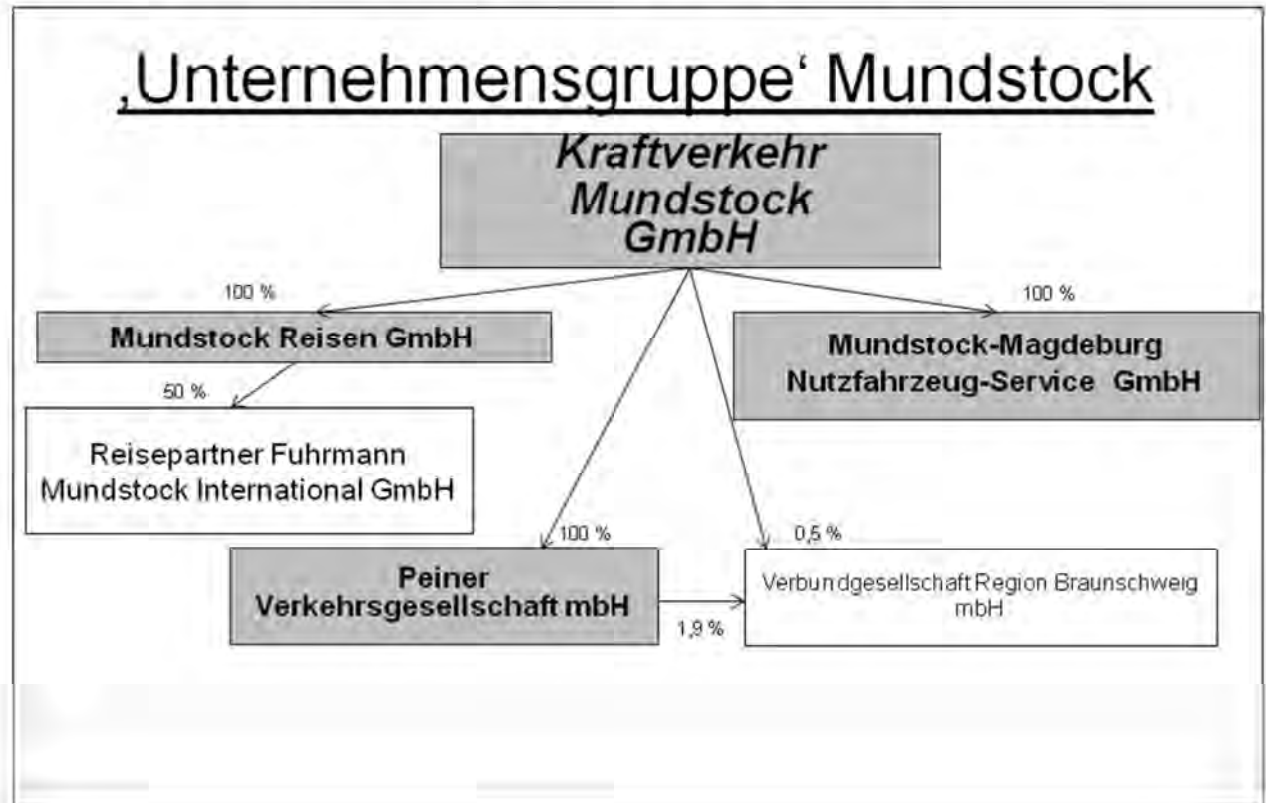 ‚Unternehmensgruppe‘ Mundstock
Kraftverkehr
Mundstock
GmbH
100 %
100 %
Mundstock Reisen GmbH
Mundstock-Magdeburg
Nutzfahrzeug-Service GmbH
50 %
Reisepartner Fuhrmann
Mundstock International GmbH
100 %
0,5 %
Peiner
Verkehrsgesellschaft mbH
1,9 %
Verbundgesellschaft Region Braunschweig
mbH